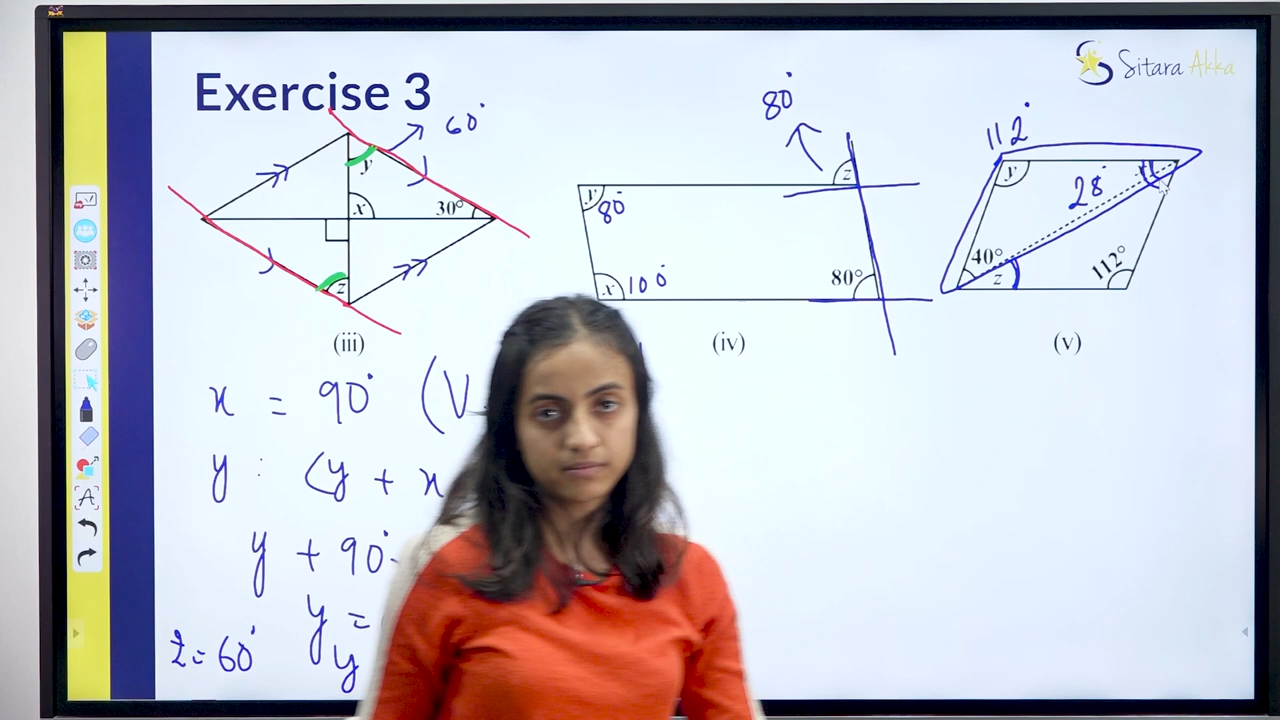 Exercise 3
Sitara Akka
60°
y
x
30°
z
(iii)
80°
z
y
80°
x
100°
80°
(iv)
112°
y
28°
x
40°
z
112°
(v)
x = 90° (V
y : (y + x
y + 90°
y =
y
z = 60°
A